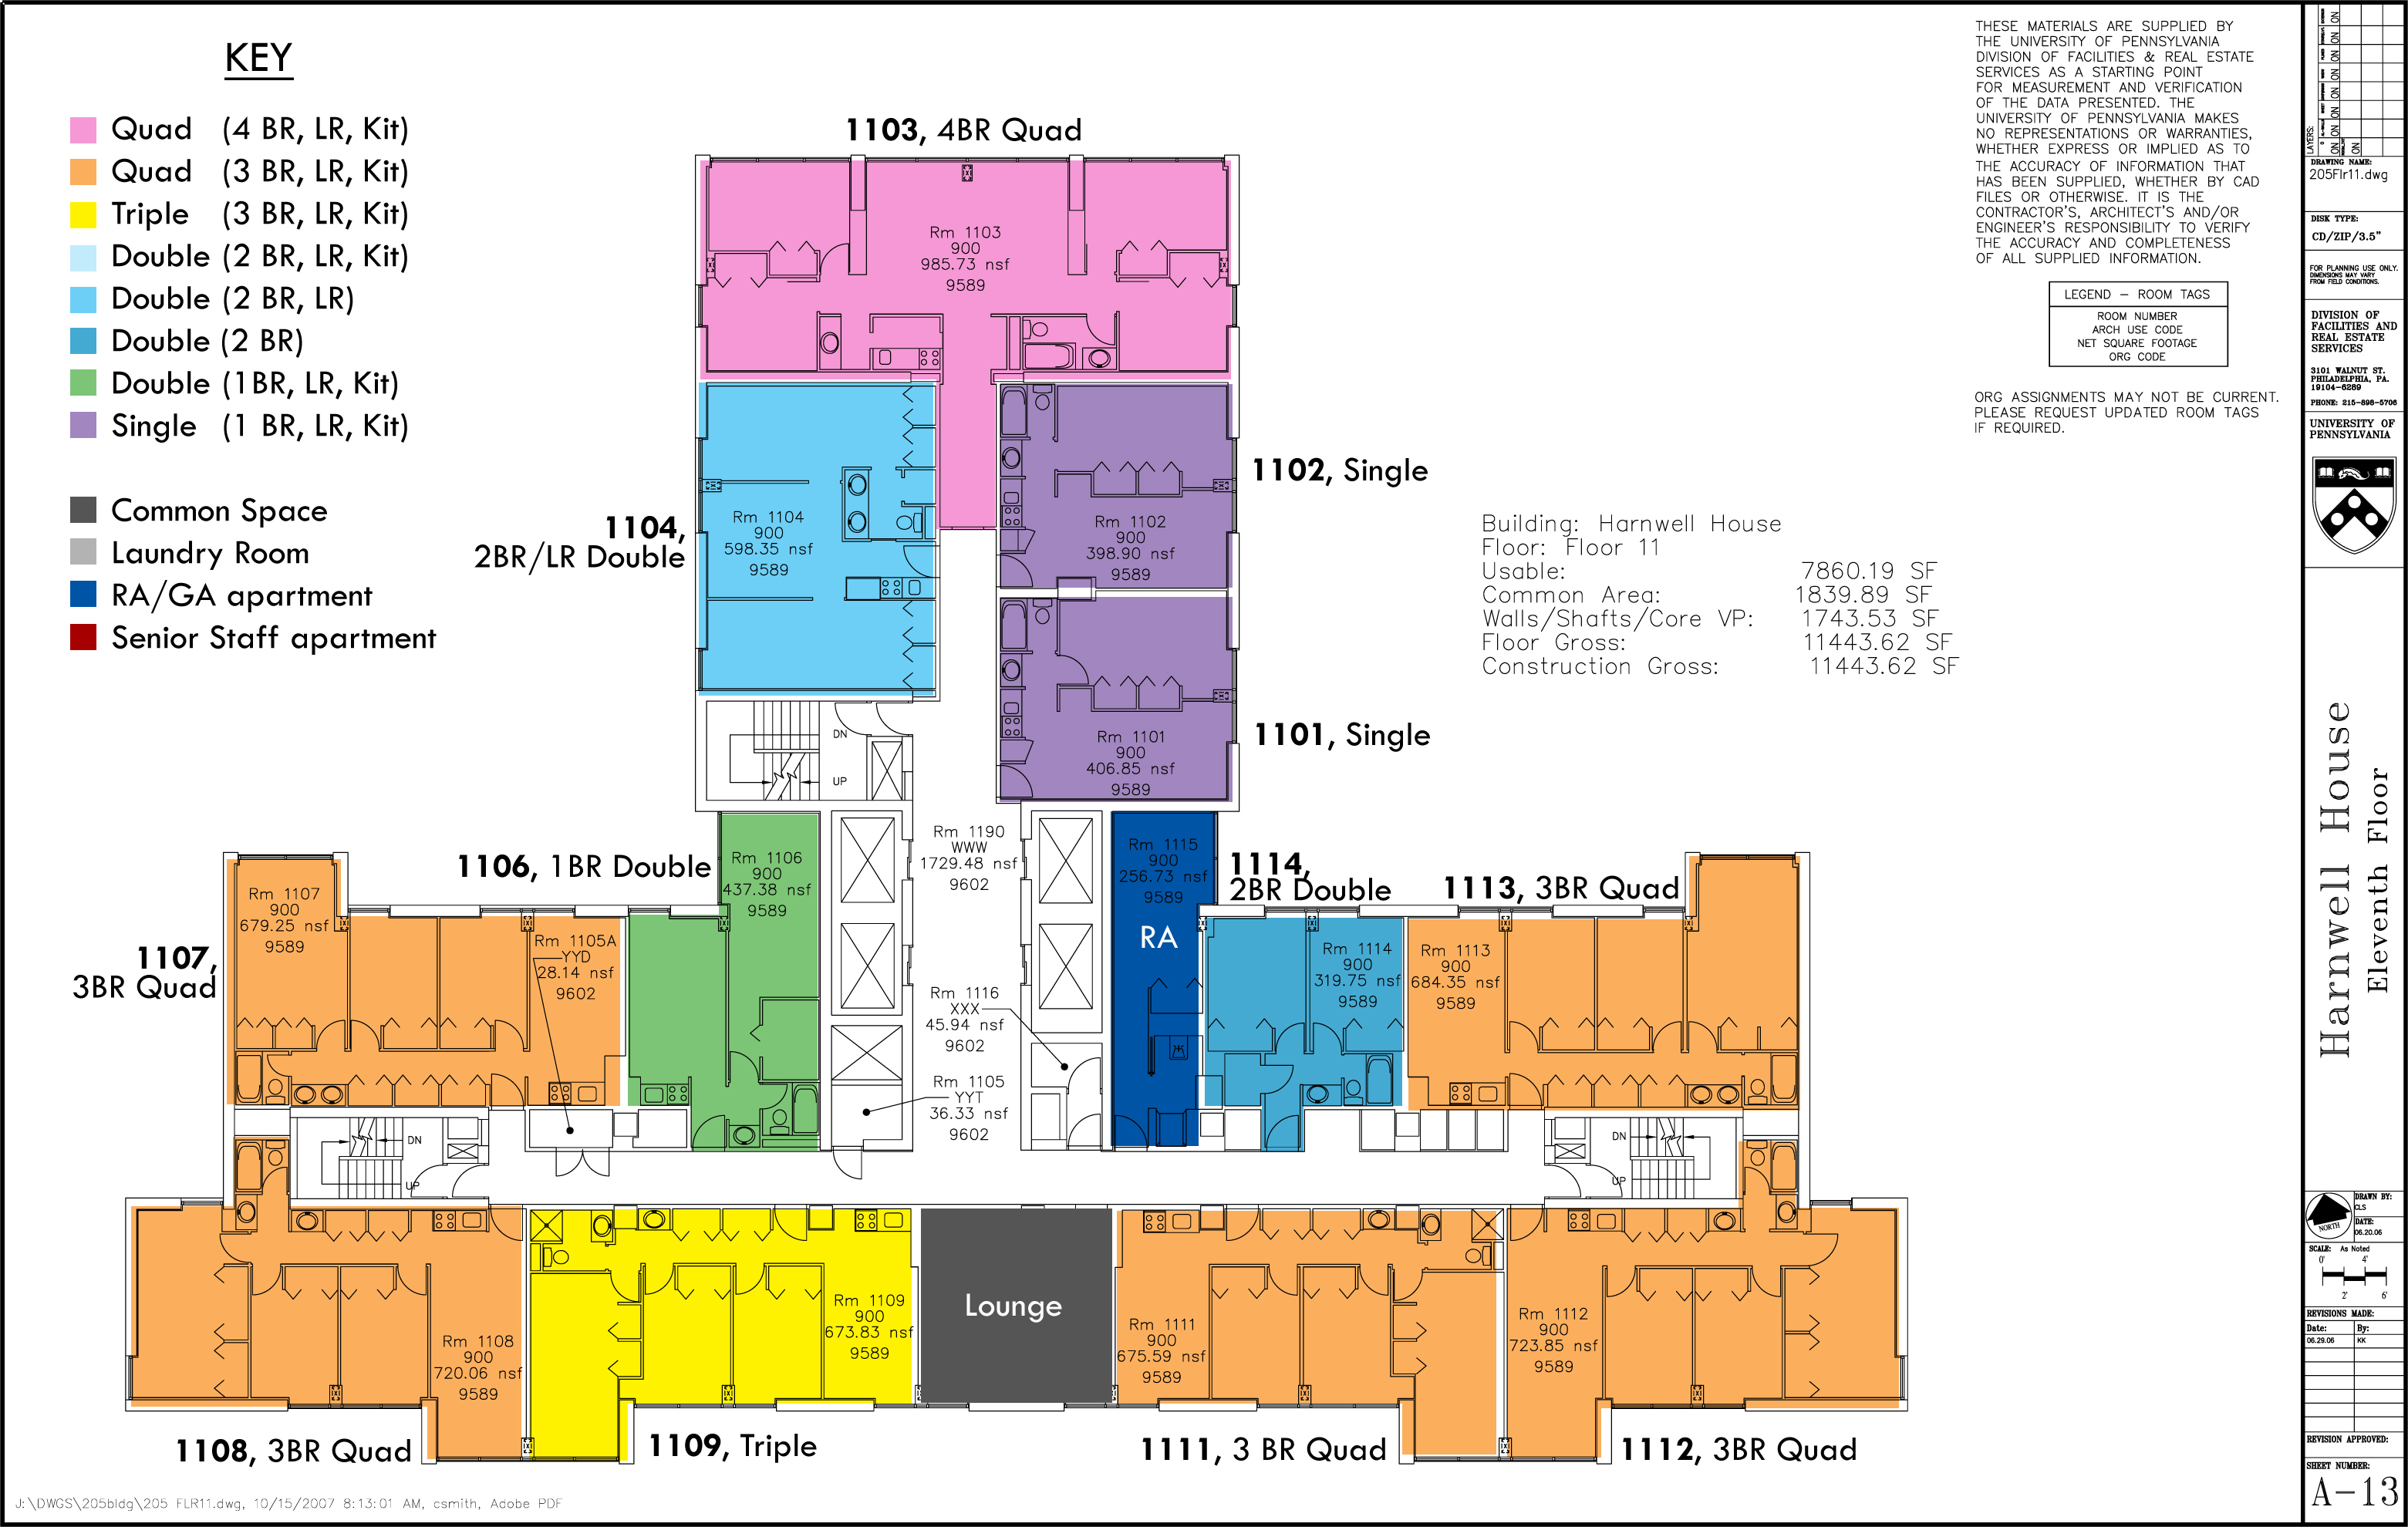 KEY
Quad (4 BR, LR, Kit)
Quad (3 BR, LR, Kit)
Triple (3 BR, LR, Kit)
Double (2 BR, LR, Kit)
Double (2 BR, LR)
Double (2 BR)
Double (1BR, LR, Kit)
Single (1 BR, LR, Kit)
Common Space
Laundry Room
RA/GA apartment
Senior Staff apartment
1103, 4BR Quad
Rm 1103
900
985.73 nsf
9589
1104,
2BR/LR Double
Rm 1104
900
598.35 nsf
9589
1102, Single
Rm 1102
900
398.90 nsf
9589
1101, Single
Rm 1101
900
406.85 nsf
9589
DN
UP
1106, 1BR Double
Rm 1106
900
437.38 nsf
9589
Rm 1190
WWW
1729.48 nsf
9602
Rm 1115
900
256.73 nsf
9589
RA
1114,
2BR Double
Rm 1114
900
319.75 nsf
9589
1113, 3BR Quad
Rm 1113
900
684.35 nsf
9589
1107,
3BR Quad
Rm 1107
900
679.25 nsf
9589
Rm 1105A
YYD
28.14 nsf
9602
Rm 1116
XXX
45.94 nsf
9602
Rm 1105
YYT
36.33 nsf
9602
DN
UP
DN
UP
Rm 1108
900
720.06 nsf
9589
1108, 3BR Quad
Rm 1109
900
673.83 nsf
9589
1109, Triple
Lounge
Rm 1111
900
675.59 nsf
9589
1111, 3 BR Quad
Rm 1112
900
723.85 nsf
9589
1112, 3BR Quad
THESE MATERIALS ARE SUPPLIED BY
THE UNIVERSITY OF PENNSYLVANIA
DIVISION OF FACILITIES & REAL ESTATE
SERVICES AS A STARTING POINT
FOR MEASUREMENT AND VERIFICATION
OF THE DATA PRESENTED. THE
UNIVERSITY OF PENNSYLVANIA MAKES
NO REPRESENTATIONS OR WARRANTIES,
WHETHER EXPRESS OR IMPLIED AS TO
THE ACCURACY OF INFORMATION THAT
HAS BEEN SUPPLIED, WHETHER BY CAD
FILES OR OTHERWISE. IT IS THE
CONTRACTOR'S, ARCHITECT'S AND/OR
ENGINEER'S RESPONSIBILITY TO VERIFY
THE ACCURACY AND COMPLETENESS
OF ALL SUPPLIED INFORMATION.
LEGEND - ROOM TAGS
ROOM NUMBER
ARCH USE CODE
NET SQUARE FOOTAGE
ORG CODE
ORG ASSIGNMENTS MAY NOT BE CURRENT.
PLEASE REQUEST UPDATED ROOM TAGS
IF REQUIRED.
Building: Harnwell House
Floor: Floor 11
Usable: 7860.19 SF
Common Area: 1839.89 SF
Walls/Shafts/Core VP: 1743.53 SF
Floor Gross: 11443.62 SF
Construction Gross: 11443.62 SF
J:\DWGS\205bldg\205 FLR11.dwg, 10/15/2007 8:13:01 AM, csmith, Adobe PDF
LAYERS:
ON ON ON ON ON ON ON
ON
ON
DRAWING NAME:
205Flr11.dwg
DISK TYPE:
CD/ZIP/3.5"
FOR PLANNING USE ONLY.
DIMENSIONS MAY VARY
FROM FIELD CONDITIONS.
DIVISION OF
FACILITIES AND
REAL ESTATE
SERVICES
3101 WALNUT ST.
PHILADELPHIA, PA.
19104-6289
PHONE: 215-898-5706
UNIVERSITY OF
PENNSYLVANIA
Harnwell House
Eleventh Floor
NORTH
DRAWN BY:
CLS
DATE:
06.20.06
SCALE: As Noted
0' 4'
2' 6'
REVISIONS MADE:
Date: By:
06.29.06 KK
REVISION APPROVED:
SHEET NUMBER:
A-13